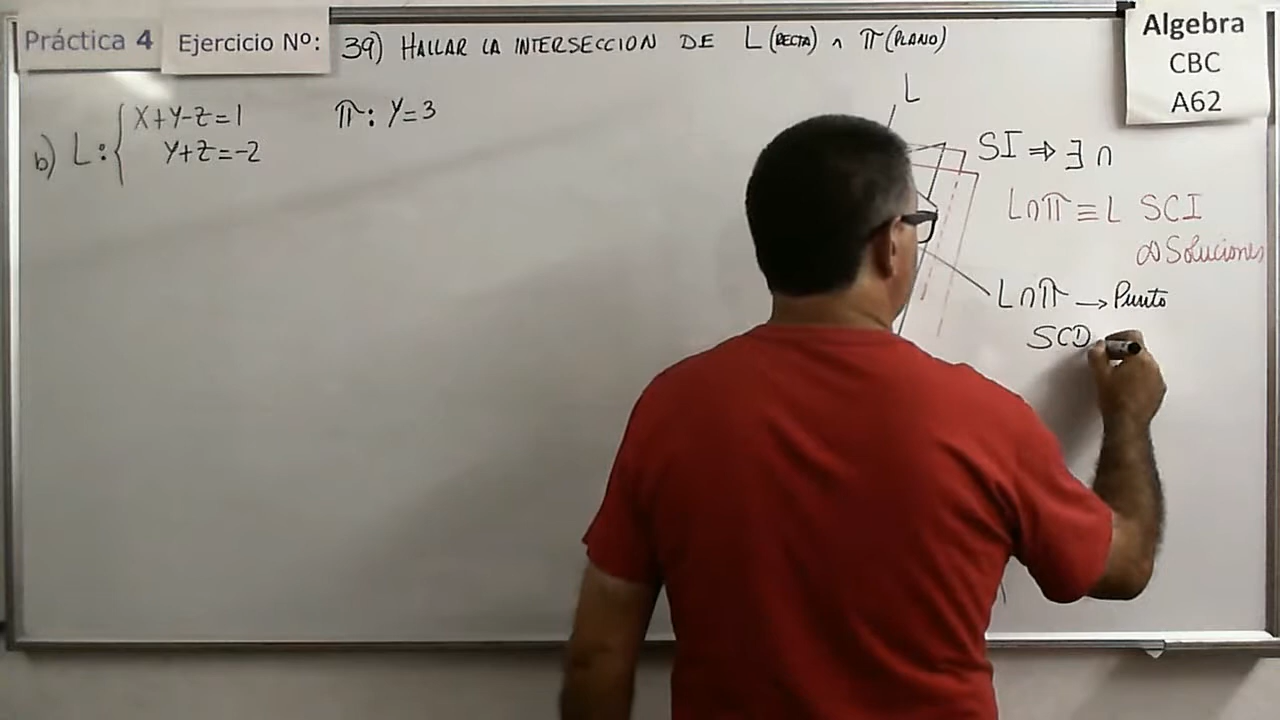 Práctica 4
Ejercicio Nº:
39) HALLAR LA INTERSECCION DE L (RECTA) ∩ π (PLANO)
Algebra
CBC
A62
b) L: { X+Y-Z=1
Y+Z=-2
π: Y=3
L
SI ⇒ ∃ ∩
L∩π ≡ L SCI
∞ Soluciones
L∩π → Punto
SCD